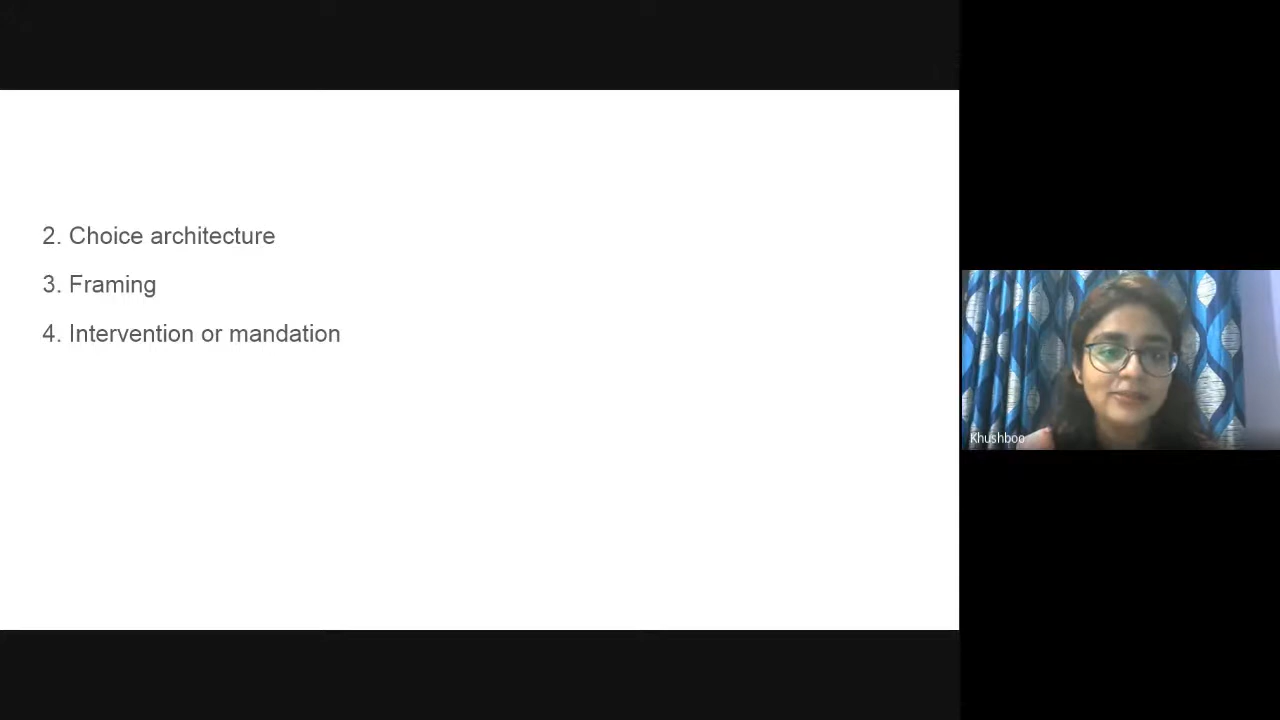 2. Choice architecture
3. Framing
4. Intervention or mandation
Khushboo